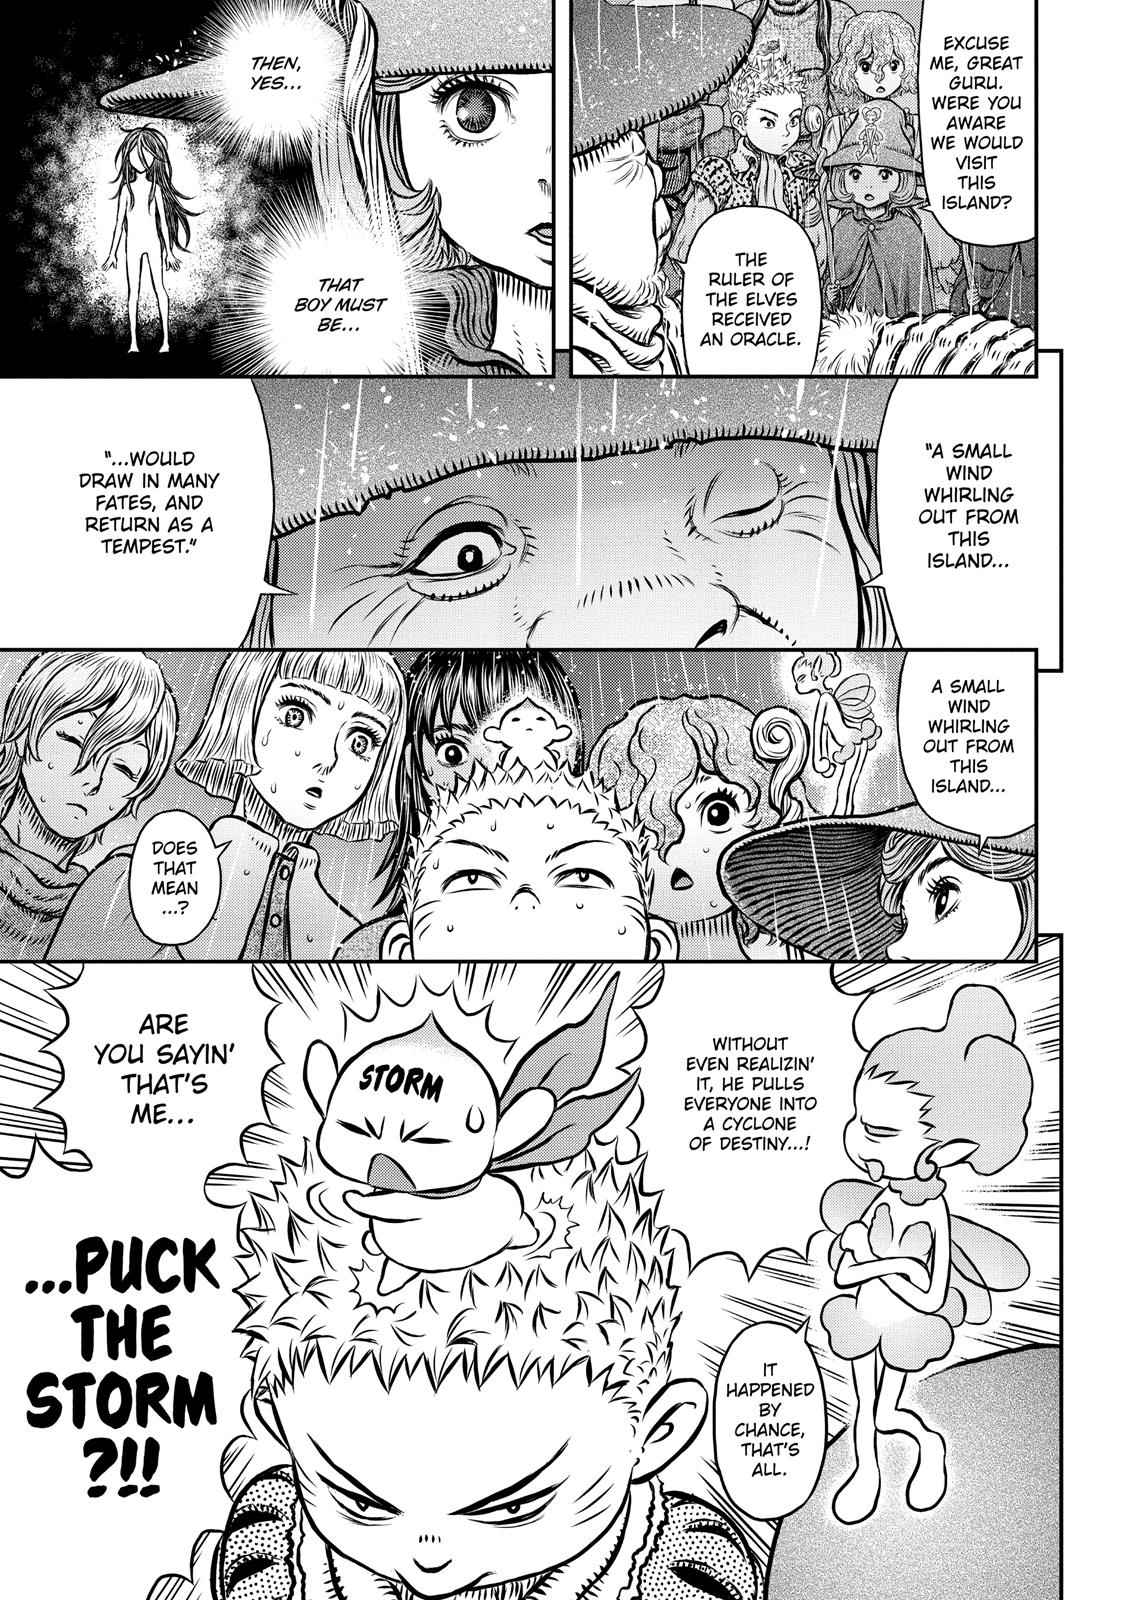 EXCUSE
ME, GREAT
GURU.
WERE YOU
AWARE
WE WOULD
VISIT
THIS
ISLAND?
THE
RULER OF
THE ELVES
RECEIVED
AN ORACLE.
THEN,
YES...
THAT
BOY MUST
BE...
"A SMALL
WIND
WHIRLING
OUT FROM
THIS
ISLAND...
"...WOULD
DRAW IN MANY
FATES, AND
RETURN AS A
TEMPEST."
A SMALL
WIND
WHIRLING
OUT FROM
THIS
ISLAND...
DOES
THAT
MEAN
...?
WITHOUT
EVEN REALIZIN'
IT, HE PULLS
EVERYONE INTO
A CYCLONE
OF DESTINY...!
STORM
ARE
YOU SAYIN'
THAT'S
ME...
...PUCK
THE
STORM
?!!
IT
HAPPENED
BY
CHANCE,
THAT'S
ALL.